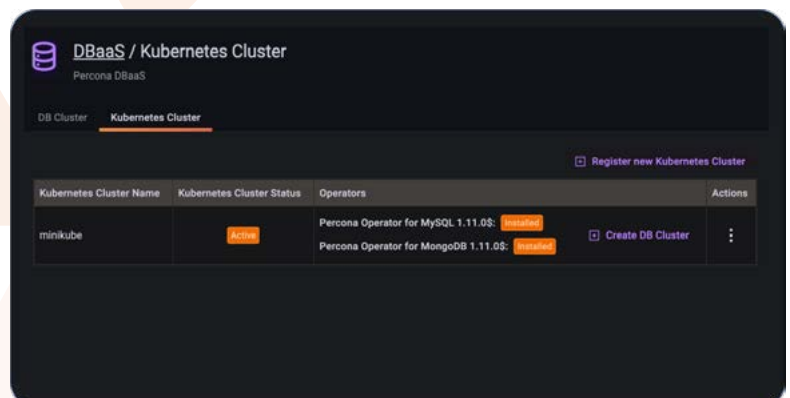 DBaaS / Kubernetes Cluster
Percona DBaaS
DB Cluster Kubernetes Cluster
Register new Kubernetes Cluster
Kubernetes Cluster Name Kubernetes Cluster Status Operators Actions
minikube Active Percona Operator for MySQL 1.11.0$: Installed Create DB Cluster
Percona Operator for MongoDB 1.11.0$: Installed